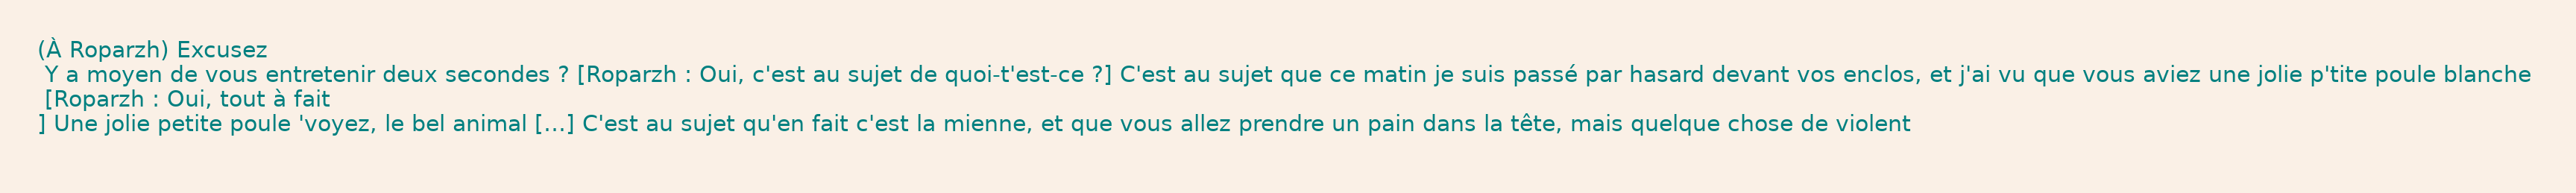 (À Roparzh) Excusez
Y a moyen de vous entretenir deux secondes ? [Roparzh : Oui, c'est au sujet de quoi-t'est-ce ?] C'est au sujet que ce matin je suis passé par hasard devant vos enclos, et j'ai vu que vous aviez une jolie p'tite poule blanche
[Roparzh : Oui, tout à fait
] Une jolie petite poule 'voyez, le bel animal […] C'est au sujet qu'en fait c'est la mienne, et que vous allez prendre un pain dans la tête, mais quelque chose de violent